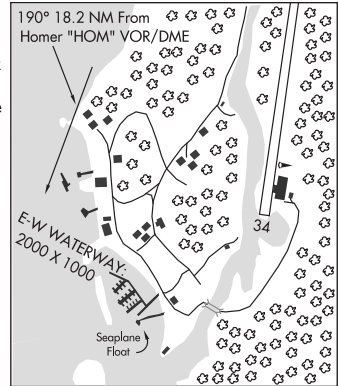 190° 18.2 NM From
Homer "HOM" VOR/DME
34
E-W WATERWAY:
2000 X 1000
Seaplane
Float